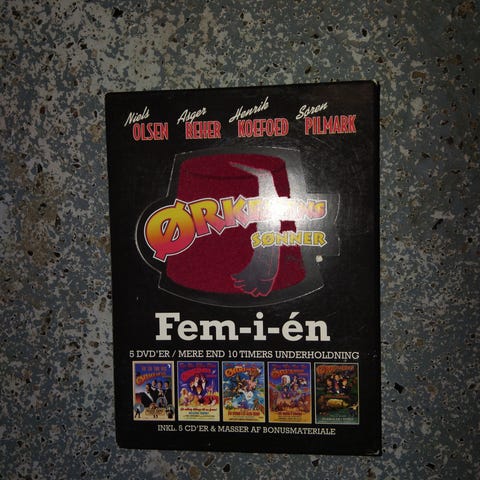 Niels Asger Henrik Søren
OLSEN REHER KOEFOED PILMARK
ØRKENENS
SØNNER
Fem-i-én
5 DVD'ER / MERE END 10 TIMERS UNDERHOLDNING
INKL. 5 CD'ER & MASSER AF BONUSMATERIALE